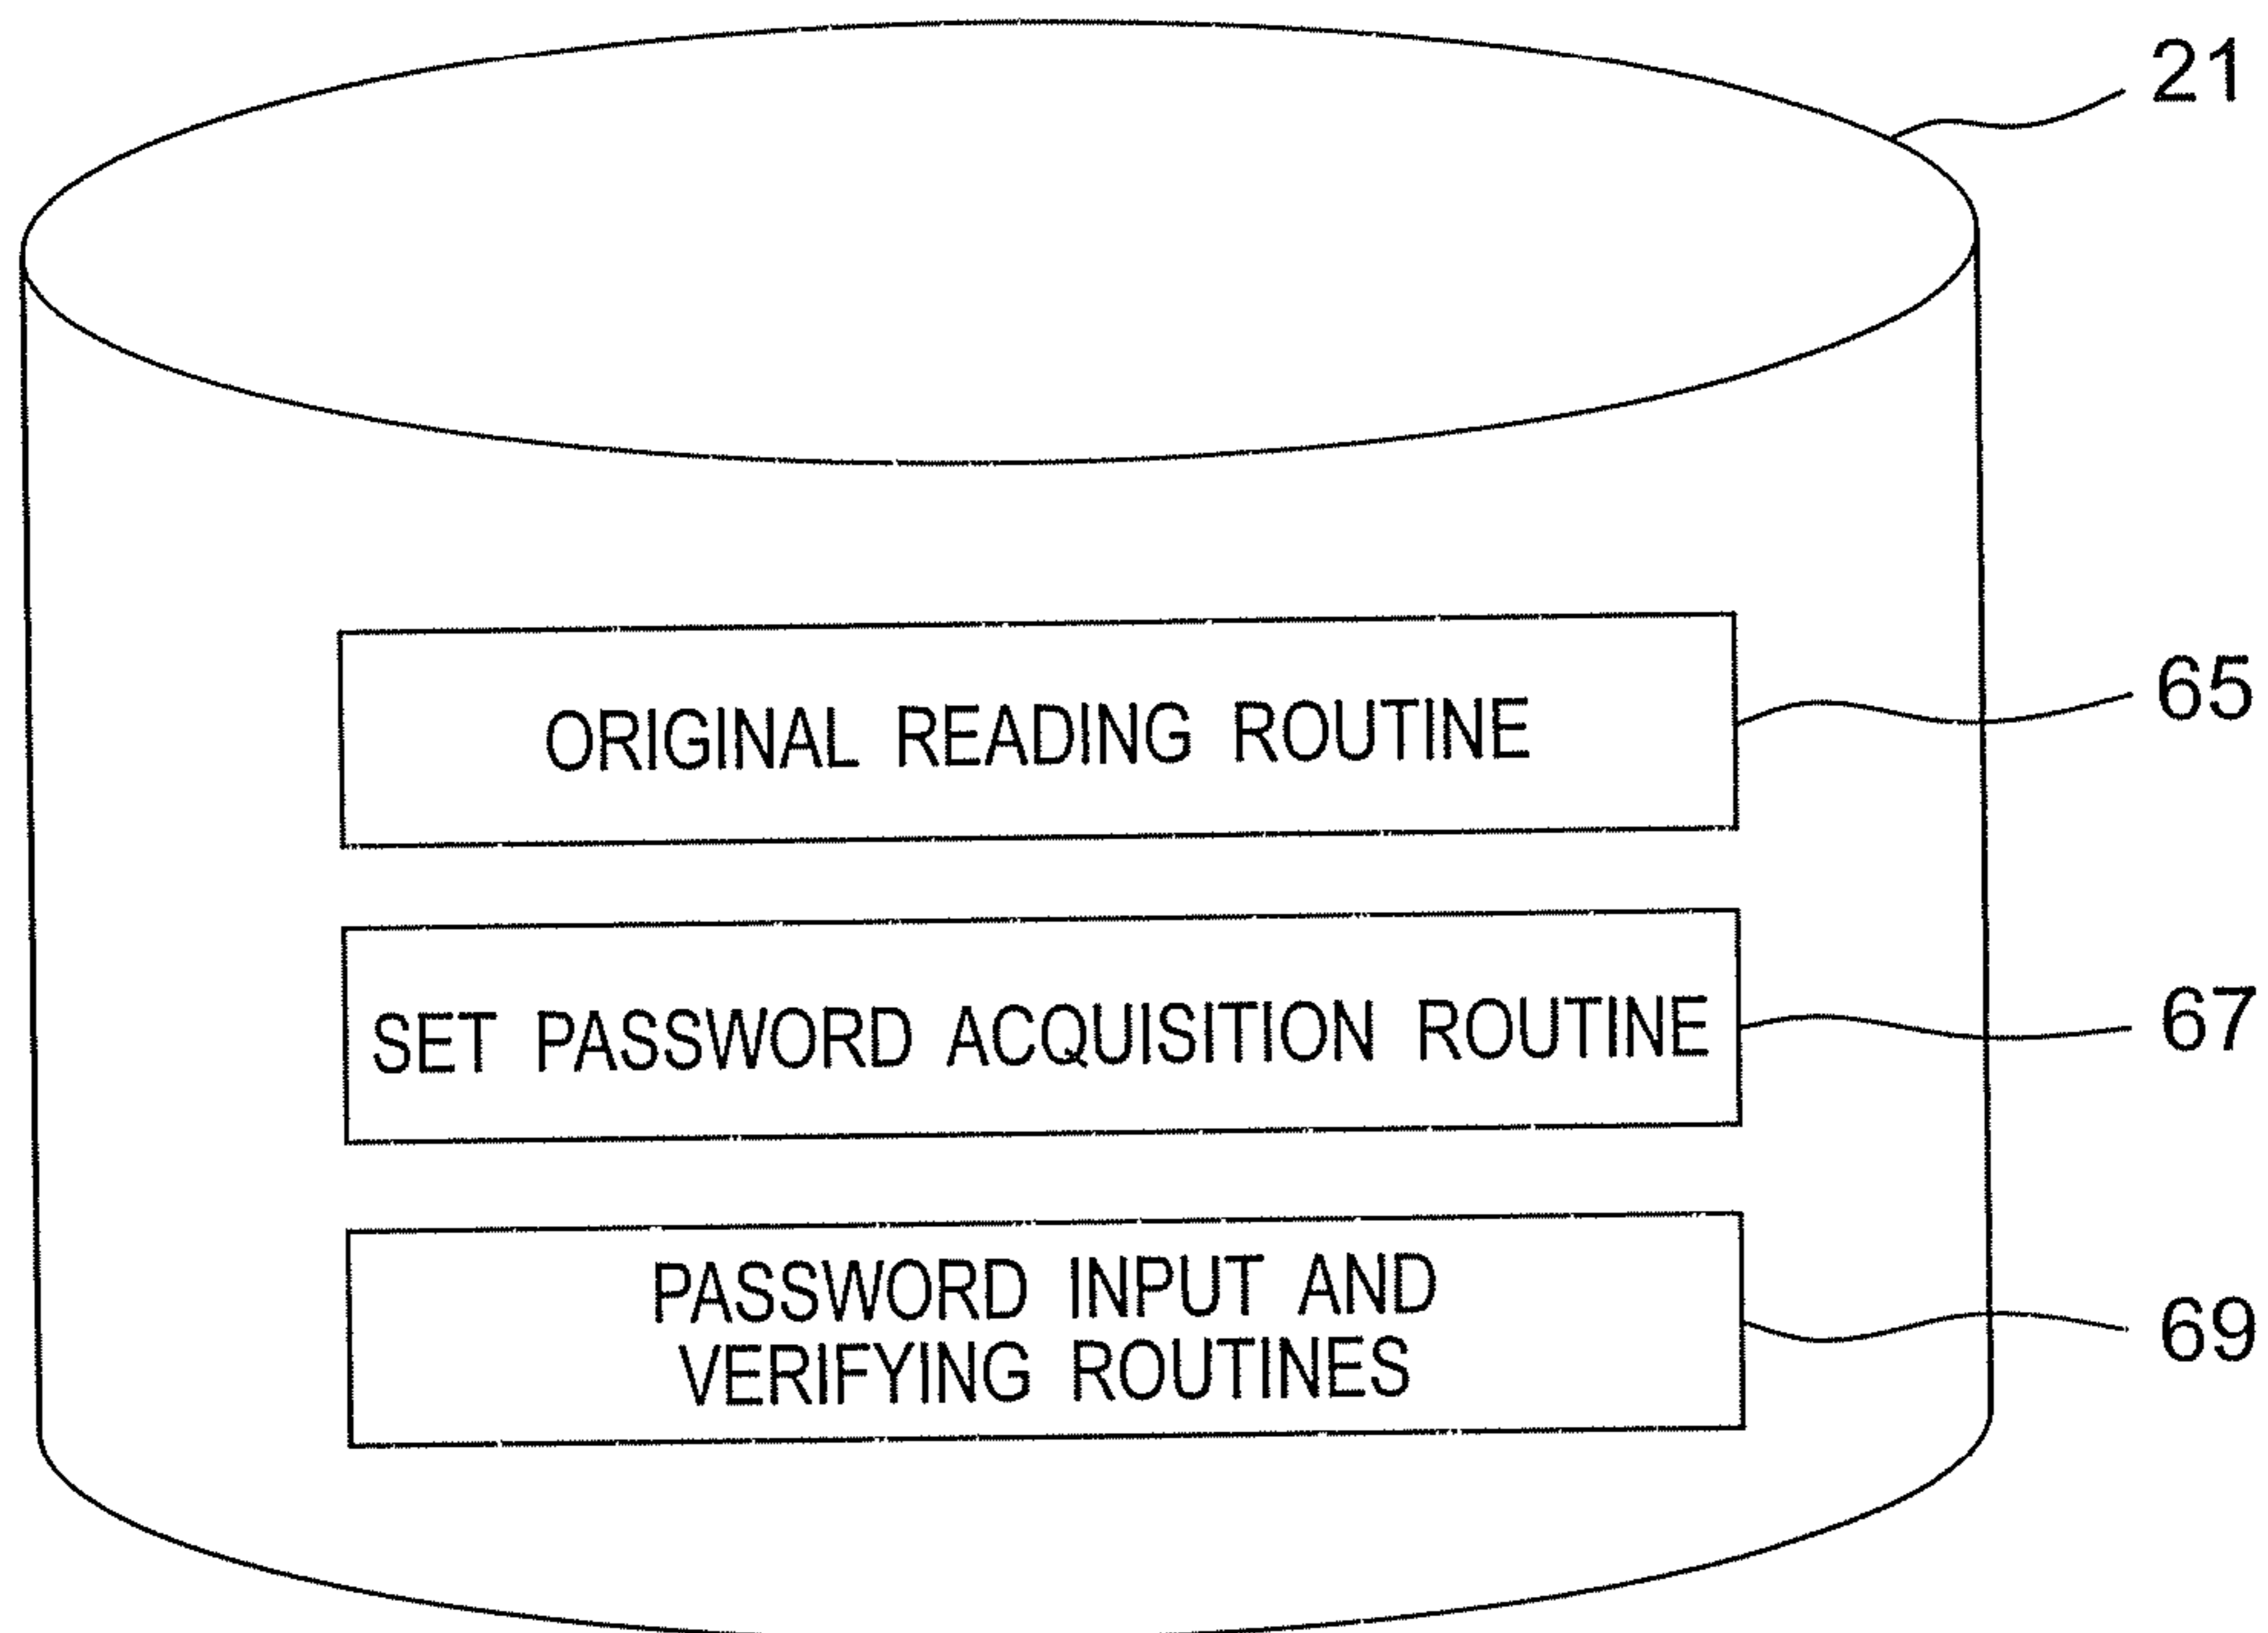 21
ORIGINAL READING ROUTINE
65
SET PASSWORD ACQUISITION ROUTINE
67
PASSWORD INPUT AND
VERIFYING ROUTINES
69